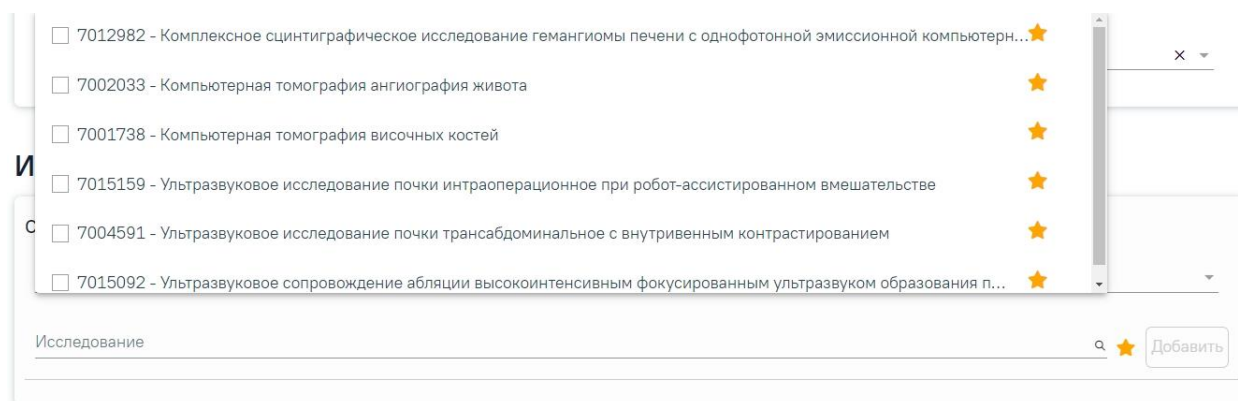 7012982 - Комплексное сцинтиграфическое исследование гемангиомы печени с однофотонной эмиссионной компьютерн...
7002033 - Компьютерная томография ангиография живота
7001738 - Компьютерная томография височных костей
И
7015159 - Ультразвуковое исследование почки интраоперационное при робот-ассистированном вмешательстве
7004591 - Ультразвуковое исследование почки трансабдоминальное с внутривенным контрастированием
7015092 - Ультразвуковое сопровождение абляции высокоинтенсивным фокусированным ультразвуком образования п...
Исследование
Добавить